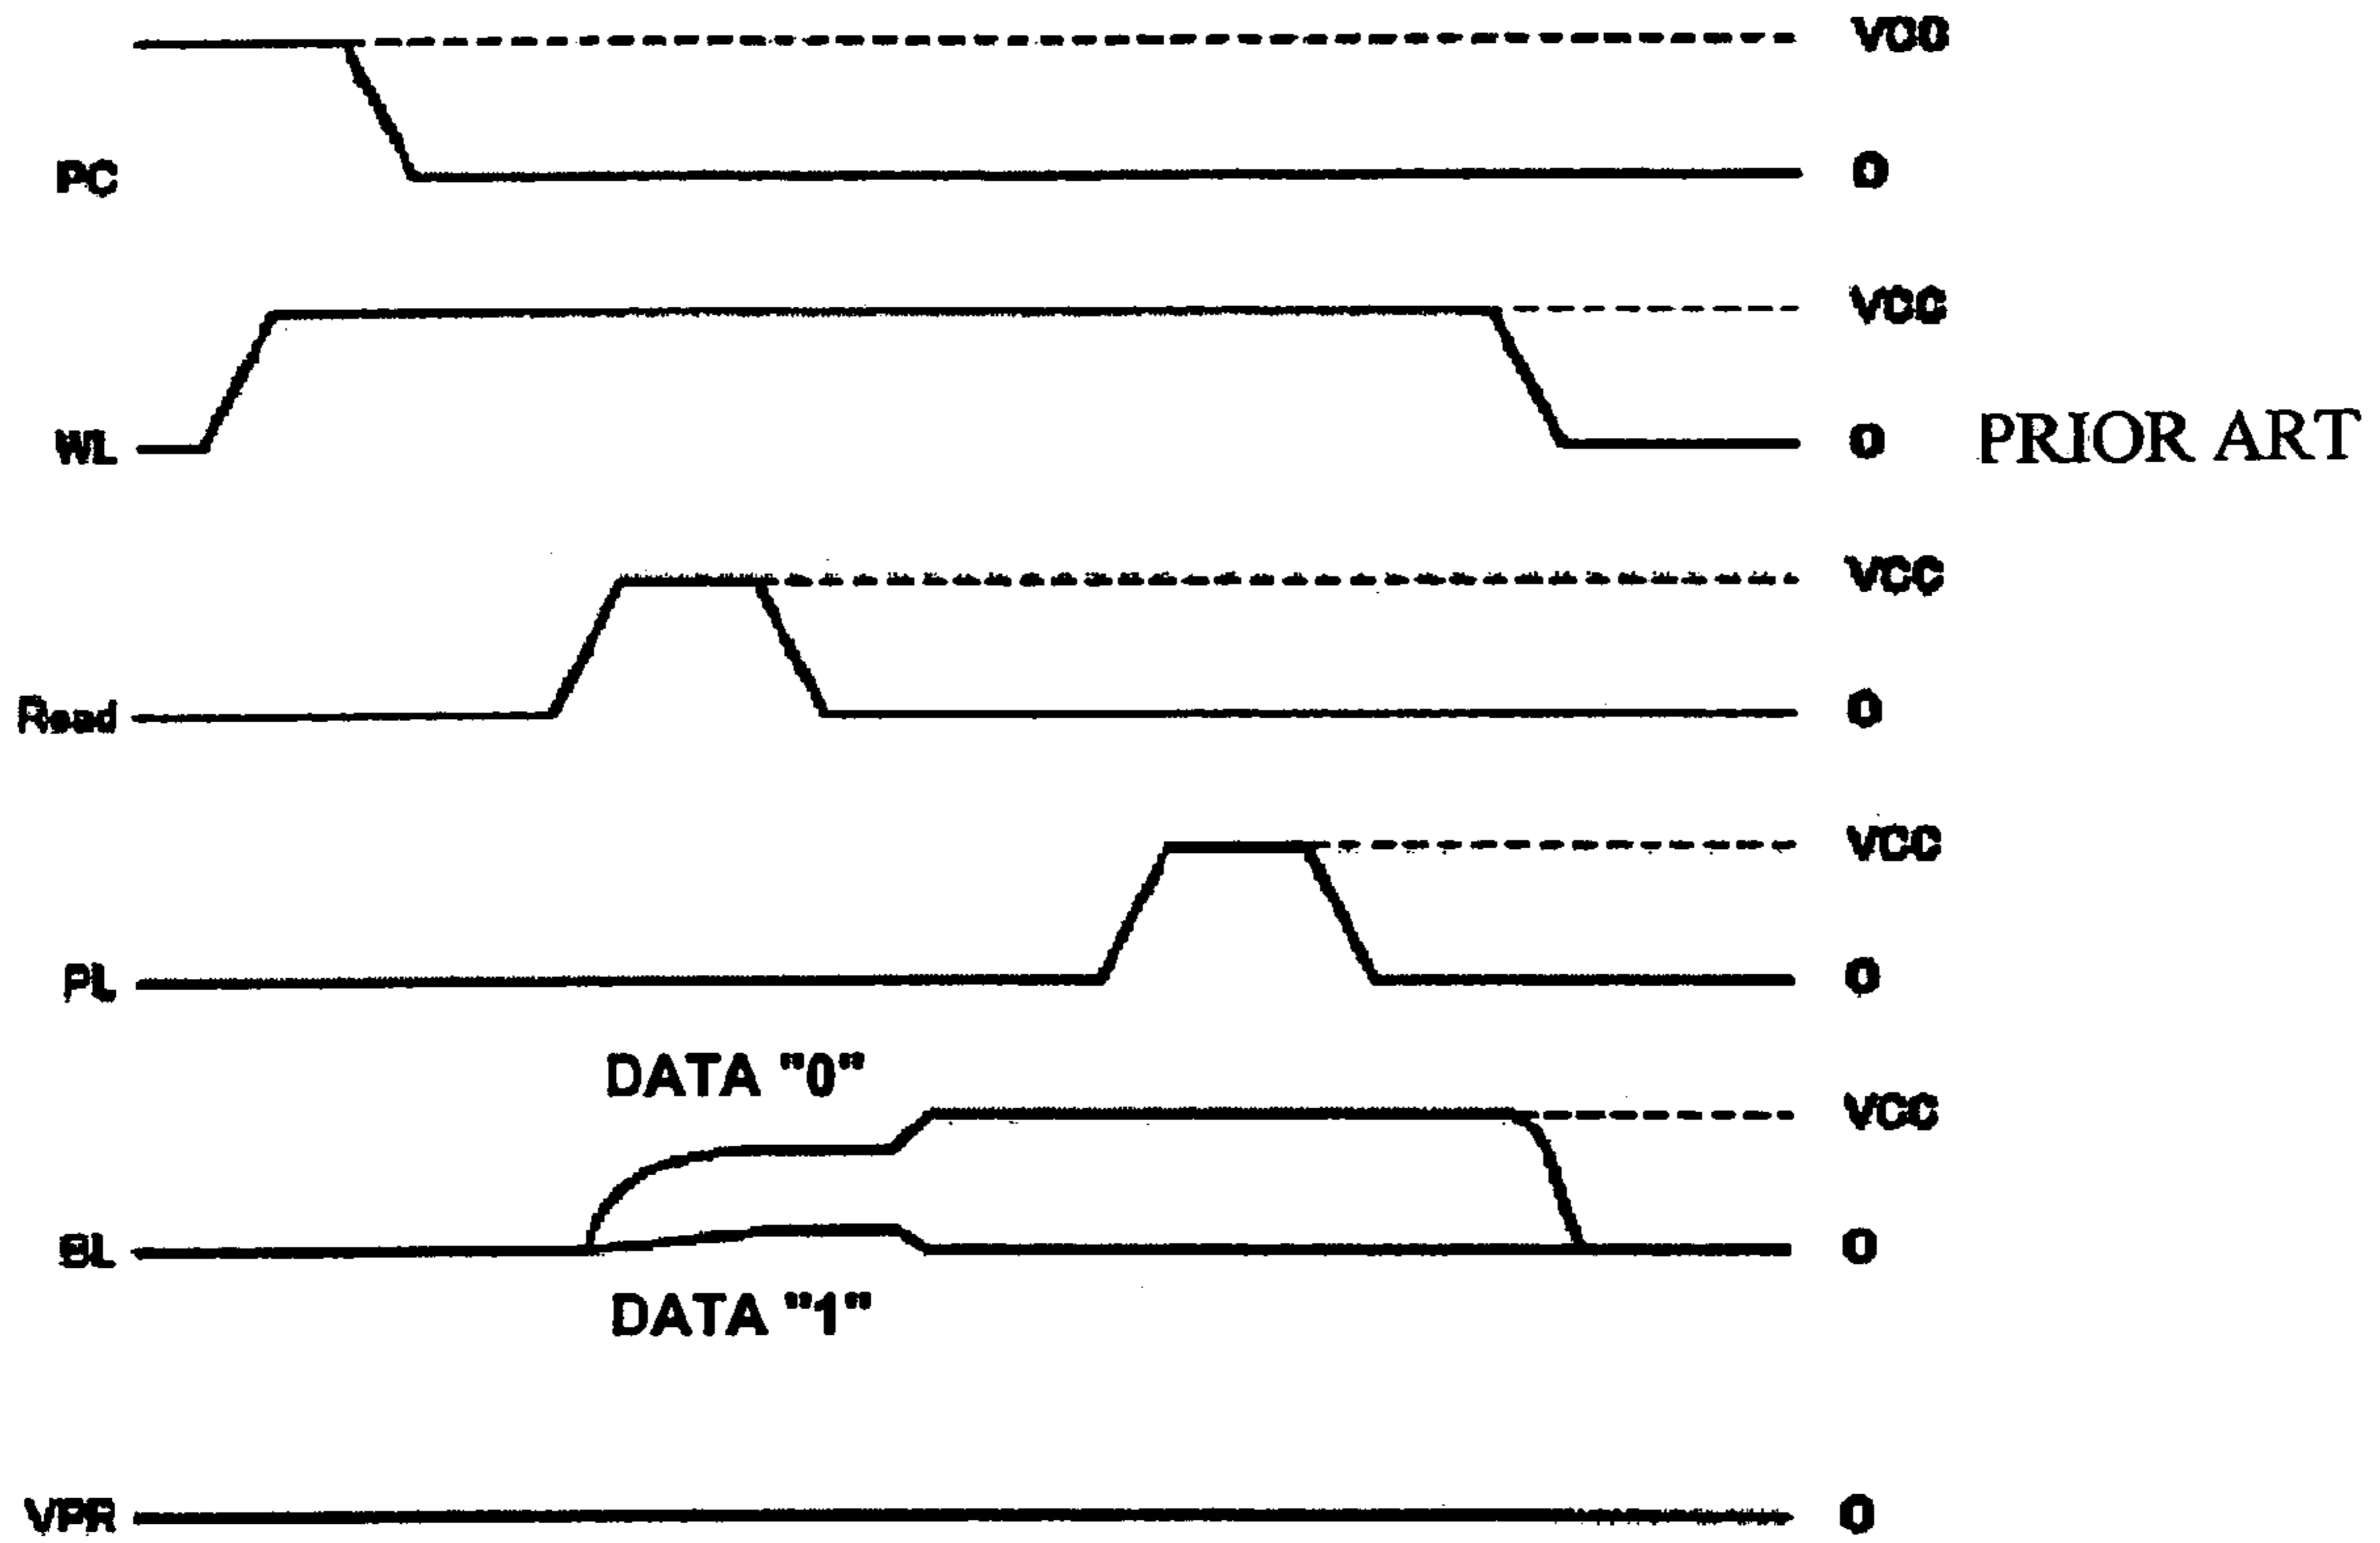 VCC
PC 0
VCC
WL 0 PRIOR ART
VCC
Read 0
VCC
PL 0
DATA "0"
VCC
BL 0
DATA "1"
VPR 0